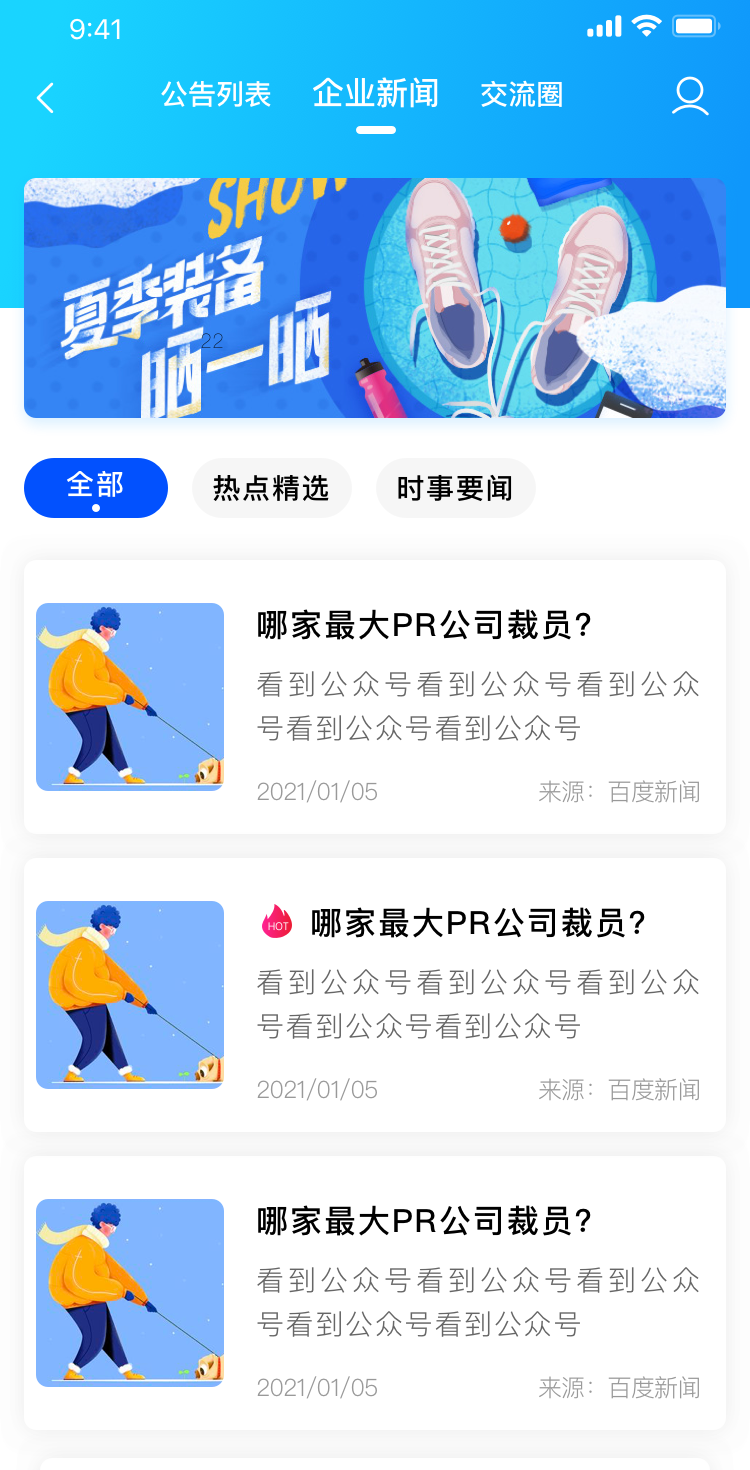 9:41
公告列表 企业新闻 交流圈
SHOW
夏季装备
22
晒一晒
全部 热点精选 时事要闻
哪家最大PR公司裁员?
看到公众号看到公众号看到公众
号看到公众号看到公众号
2021/01/05 来源：百度新闻
HOT 哪家最大PR公司裁员?
看到公众号看到公众号看到公众
号看到公众号看到公众号
2021/01/05 来源：百度新闻
哪家最大PR公司裁员?
看到公众号看到公众号看到公众
号看到公众号看到公众号
2021/01/05 来源：百度新闻